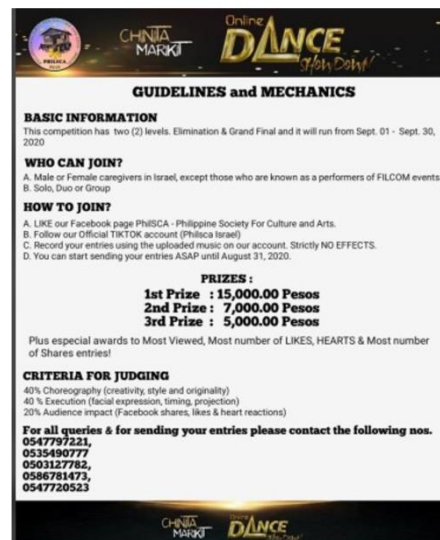 PHILSCA
CHINITA
MARKIT
Online
DANCE
ShowDown!
GUIDELINES and MECHANICS
BASIC INFORMATION
This competition has two (2) levels. Elimination & Grand Final and it will run from Sept. 01 - Sept. 30,
2020
WHO CAN JOIN?
A. Male or Female caregivers in Israel, except those who are known as a performers of FILCOM events
B. Solo, Duo or Group
HOW TO JOIN?
A. LIKE our Facebook page PhilSCA - Philippine Society For Culture and Arts.
B. Follow our Official TIKTOK account (Philsca Israel)
C. Record your entries using the uploaded music on our account. Strictly NO EFFECTS.
D. You can start sending your entries ASAP until August 31, 2020.
PRIZES :
1st Prize : 15,000.00 Pesos
2nd Prize : 7,000.00 Pesos
3rd Prize : 5,000.00 Pesos
Plus especial awards to Most Viewed, Most number of LIKES, HEARTS & Most number
of Shares entries!
CRITERIA FOR JUDGING
40% Choreography (creativity, style and originality)
40 % Execution (facial expression, timing, projection)
20% Audience impact (Facebook shares, likes & heart reactions)
For all queries & for sending your entries please contact the following nos.
0547797221,
0535490777
0503127782,
0586781473,
0547720523
CHINITA
MARKIT
DANCE